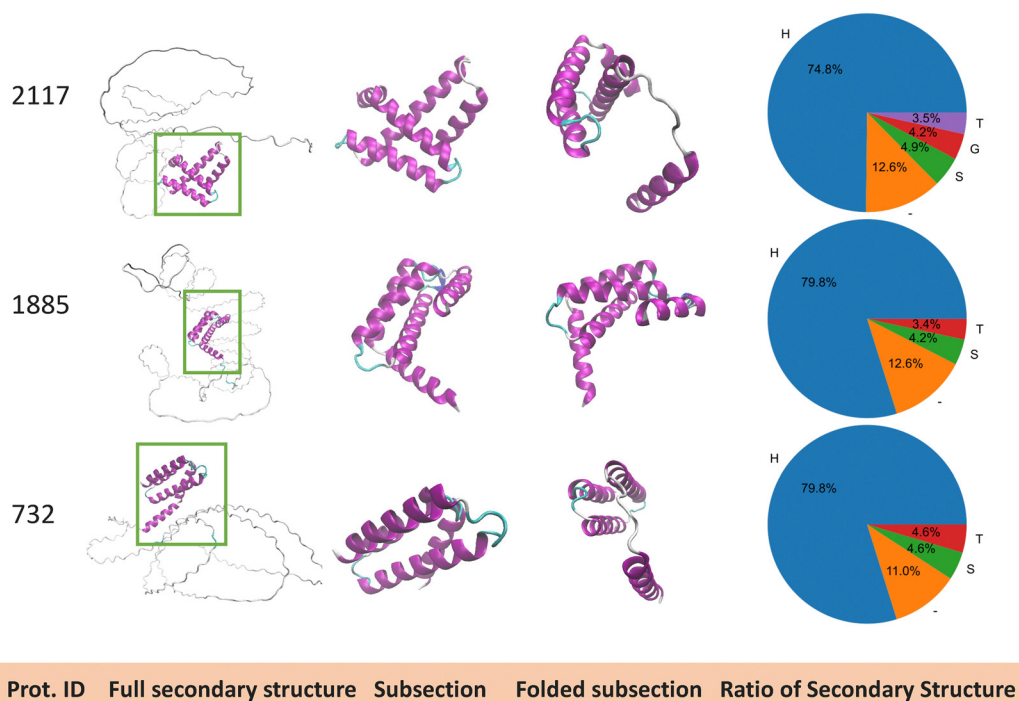 H
2117
74.8%
3.5%
T
4.2%
G
4.9%
S
12.6%
-
H
1885
79.8%
3.4%
T
4.2%
S
12.6%
-
H
732
79.8%
4.6%
T
4.6%
S
11.0%
-
Prot. ID Full secondary structure Subsection Folded subsection Ratio of Secondary Structure